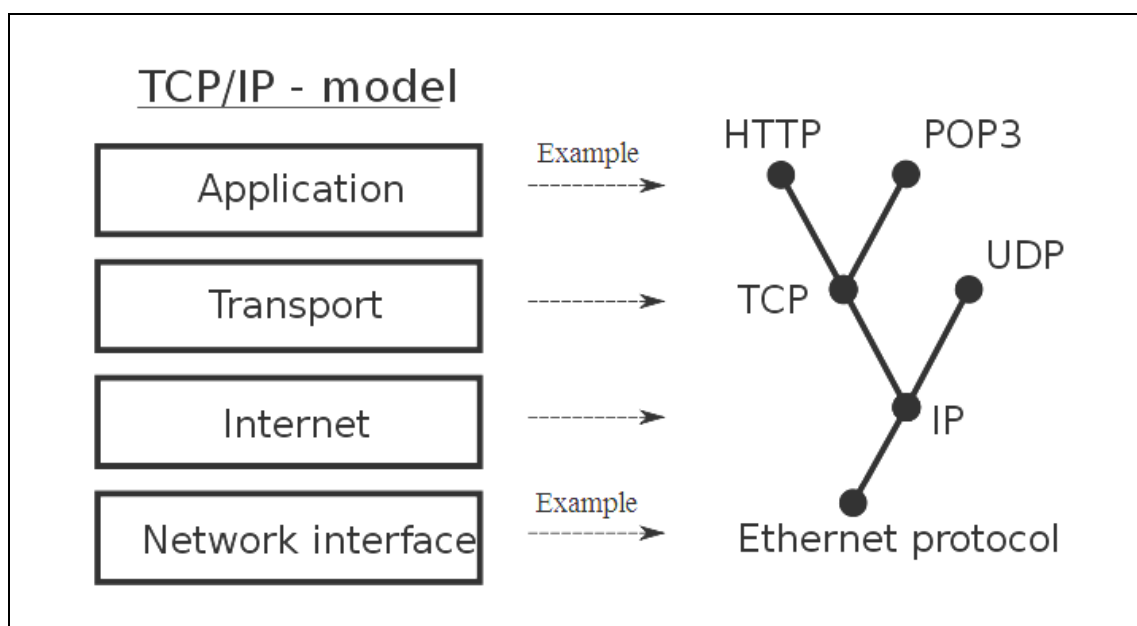 TCP/IP - model
Application
Transport
Internet
Network interface
Example
Example
HTTP
POP3
UDP
TCP
IP
Ethernet protocol